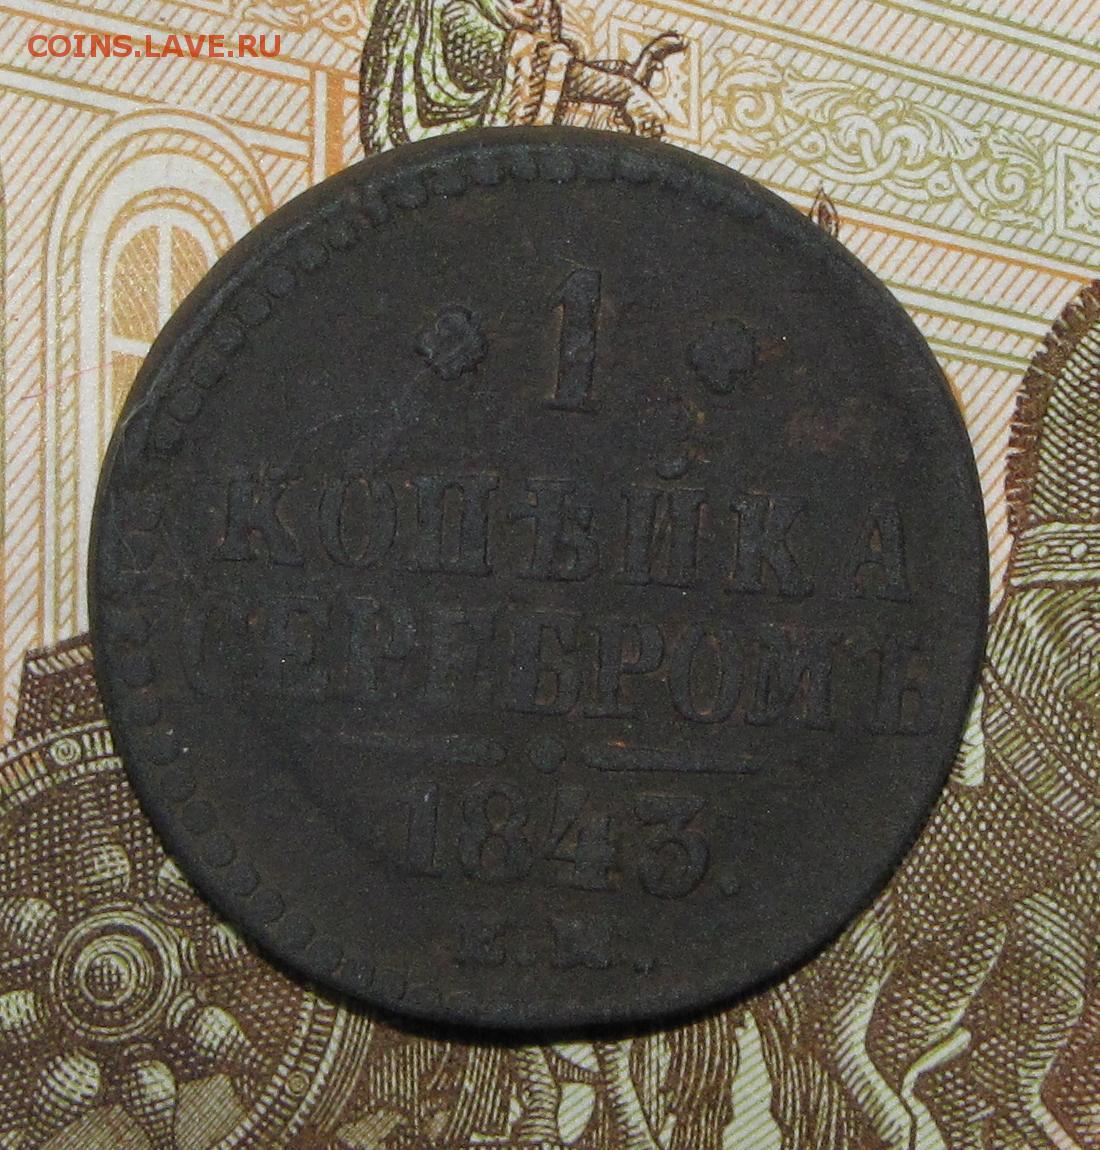 COINS.LAVE.RU
1
КОПѢЙКА
СЕРЕБРОМЪ
1843.
Е.М.